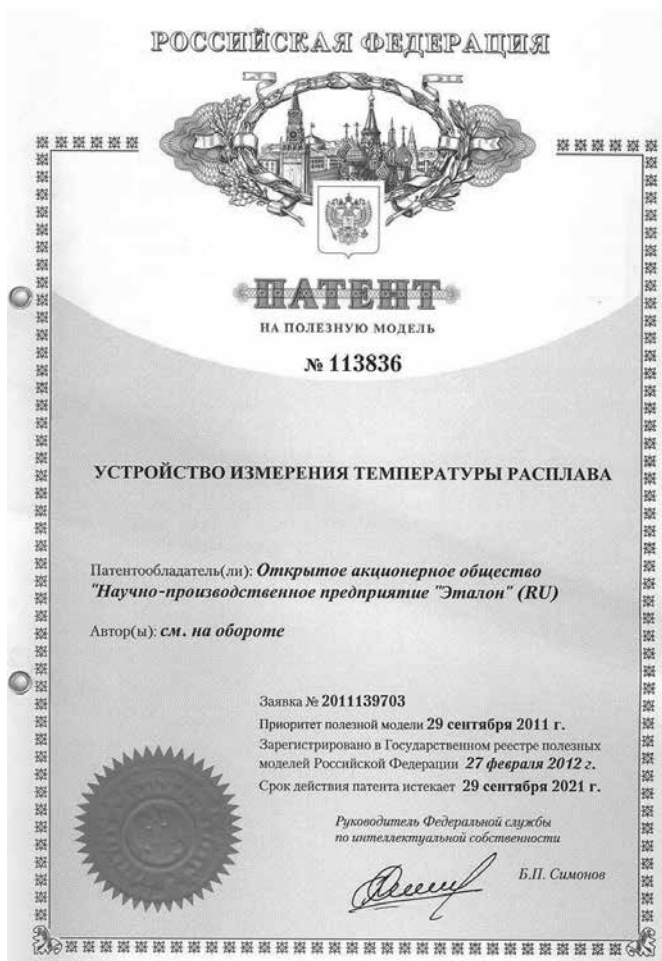 РОССИЙСКАЯ ФЕДЕРАЦИЯ
ПАТЕНТ
НА ПОЛЕЗНУЮ МОДЕЛЬ
№ 113836
УСТРОЙСТВО ИЗМЕРЕНИЯ ТЕМПЕРАТУРЫ РАСПЛАВА
Патентообладатель(ли): Открытое акционерное общество
"Научно-производственное предприятие "Эталон" (RU)
Автор(ы): см. на обороте
Заявка № 2011139703
Приоритет полезной модели 29 сентября 2011 г.
Зарегистрировано в Государственном реестре полезных
моделей Российской Федерации 27 февраля 2012 г.
Срок действия патента истекает 29 сентября 2021 г.
Руководитель Федеральной службы
по интеллектуальной собственности
Б.П. Симонов